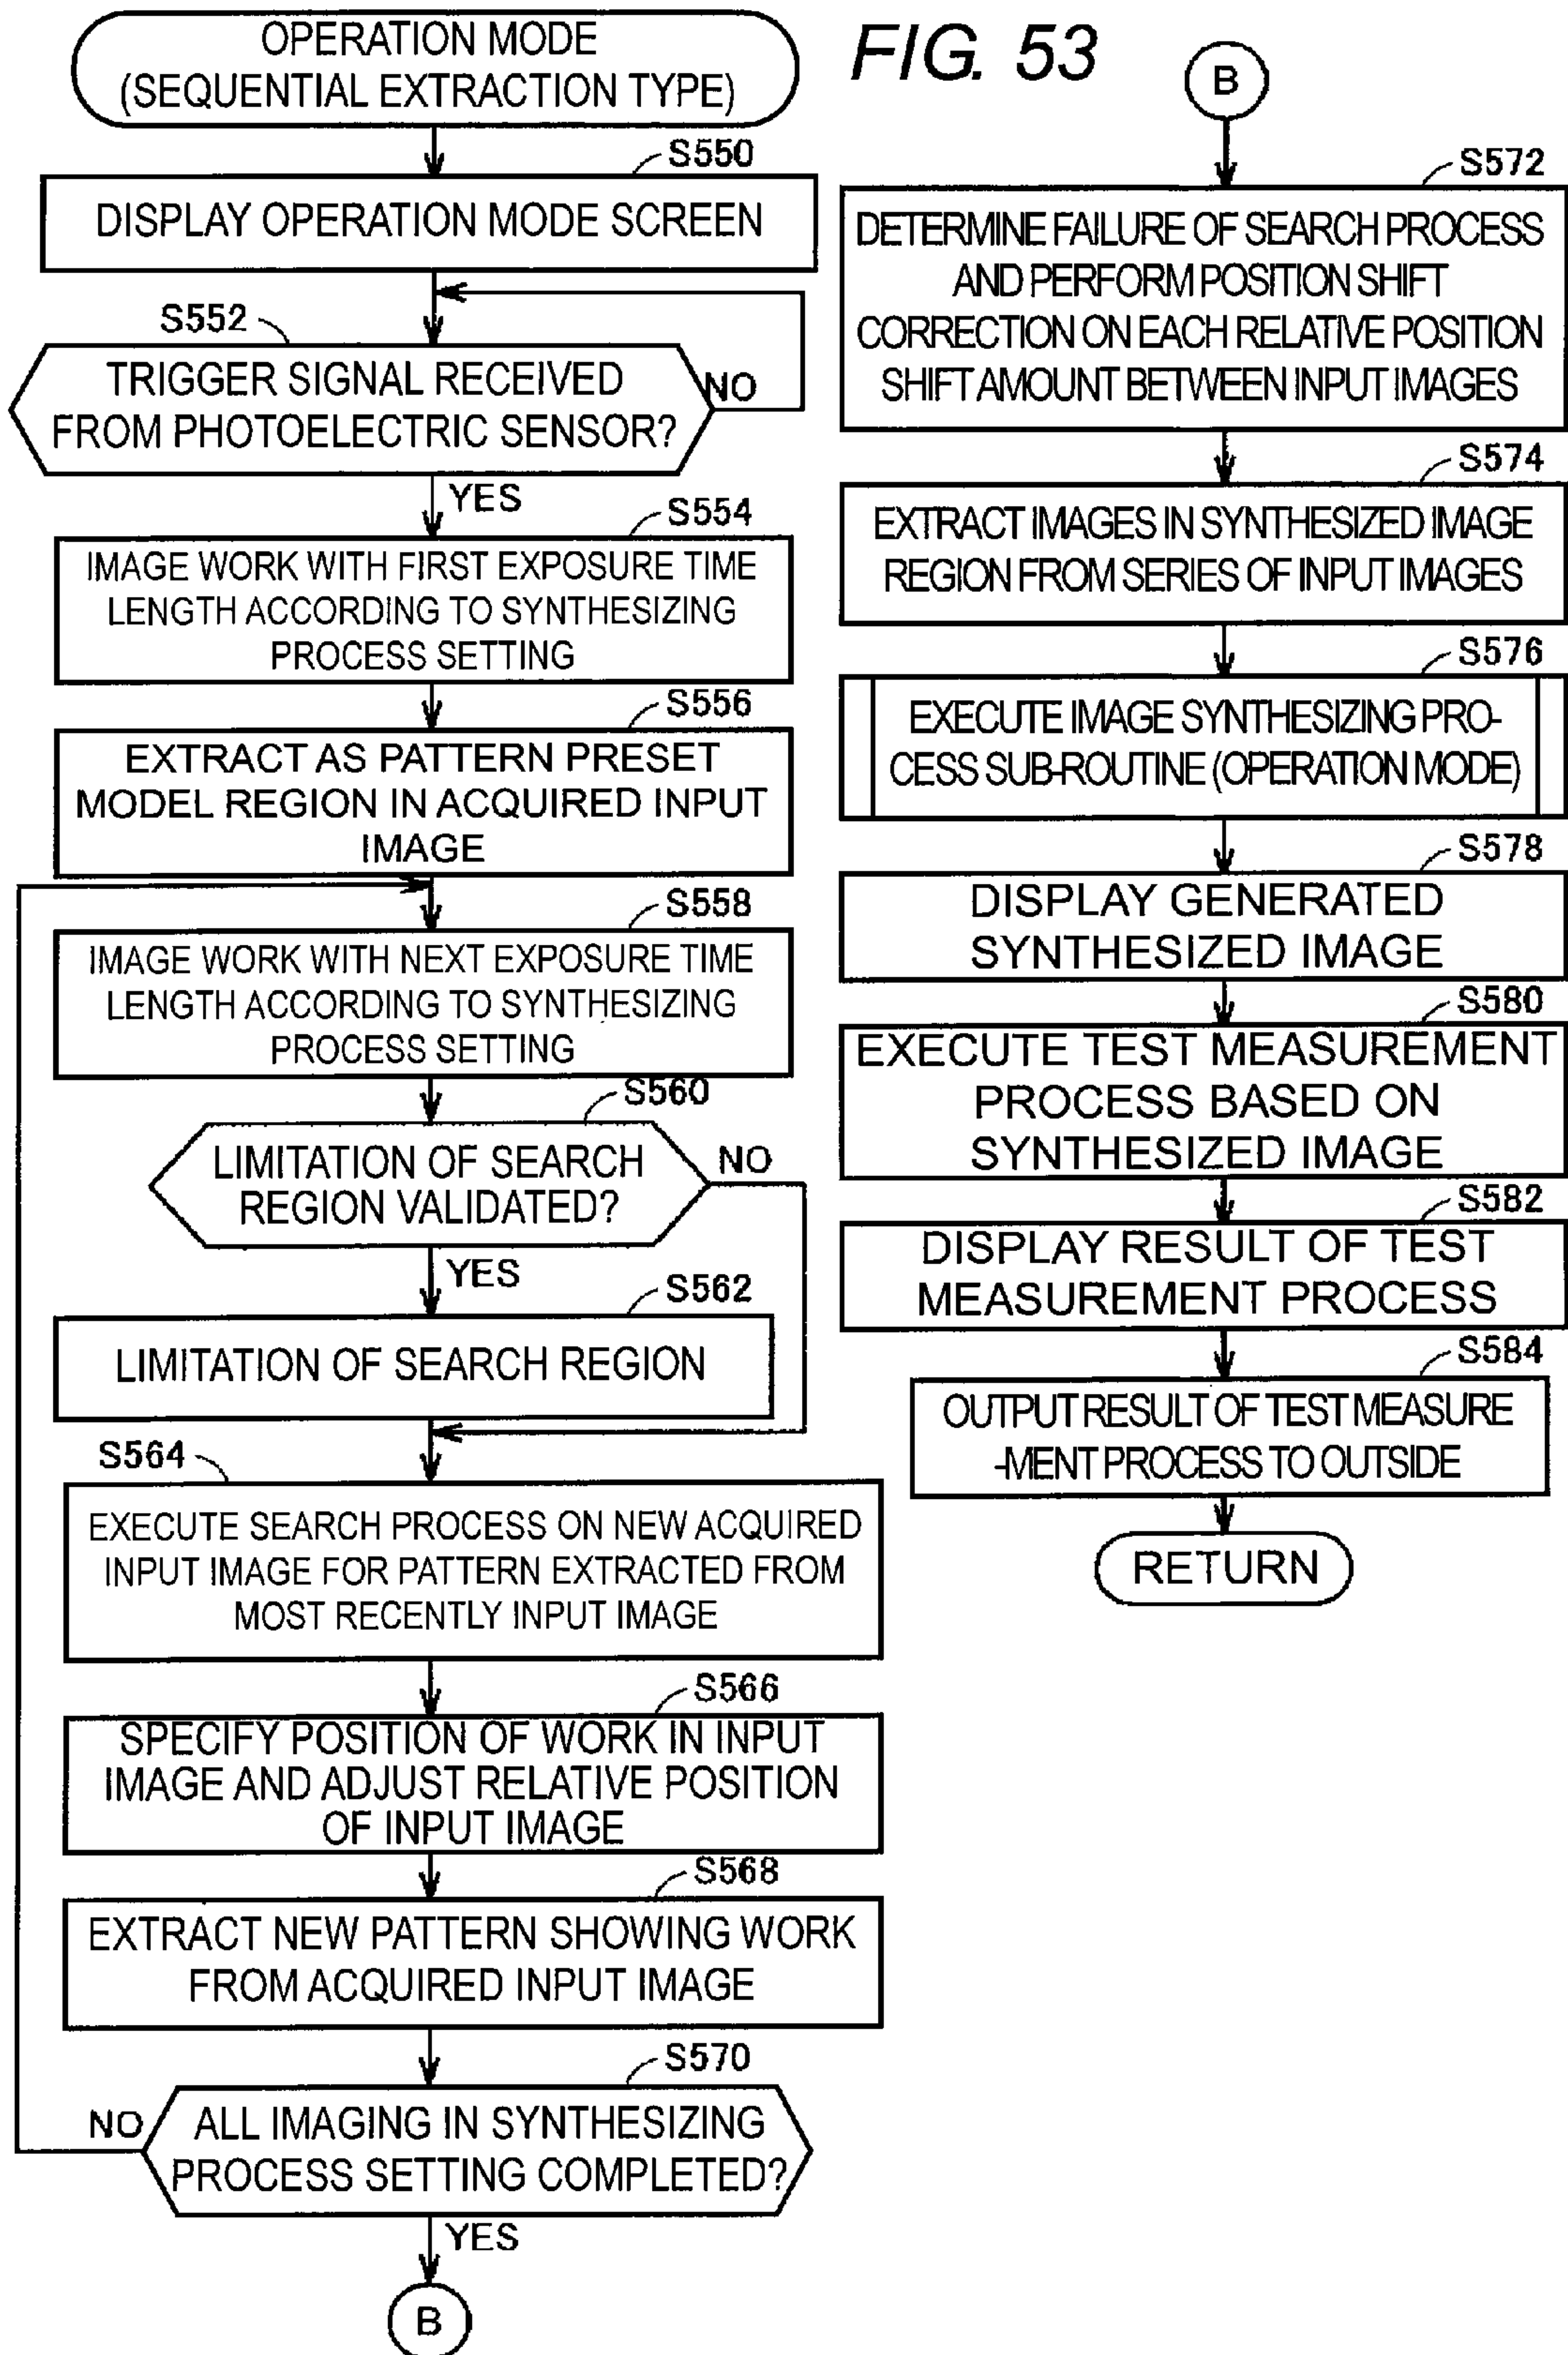 FIG. 53
OPERATION MODE
(SEQUENTIAL EXTRACTION TYPE)
S550
DISPLAY OPERATION MODE SCREEN
S552
TRIGGER SIGNAL RECEIVED
FROM PHOTOELECTRIC SENSOR?
NO
YES
S554
IMAGE WORK WITH FIRST EXPOSURE TIME
LENGTH ACCORDING TO SYNTHESIZING
PROCESS SETTING
S556
EXTRACT AS PATTERN PRESET
MODEL REGION IN ACQUIRED INPUT
IMAGE
S558
IMAGE WORK WITH NEXT EXPOSURE TIME
LENGTH ACCORDING TO SYNTHESIZING
PROCESS SETTING
S560
LIMITATION OF SEARCH
REGION VALIDATED?
NO
YES
S562
LIMITATION OF SEARCH REGION
S564
EXECUTE SEARCH PROCESS ON NEW ACQUIRED
INPUT IMAGE FOR PATTERN EXTRACTED FROM
MOST RECENTLY INPUT IMAGE
S566
SPECIFY POSITION OF WORK IN INPUT
IMAGE AND ADJUST RELATIVE POSITION
OF INPUT IMAGE
S568
EXTRACT NEW PATTERN SHOWING WORK
FROM ACQUIRED INPUT IMAGE
S570
ALL IMAGING IN SYNTHESIZING
PROCESS SETTING COMPLETED?
NO
YES
B
B
S572
DETERMINE FAILURE OF SEARCH PROCESS
AND PERFORM POSITION SHIFT
CORRECTION ON EACH RELATIVE POSITION
SHIFT AMOUNT BETWEEN INPUT IMAGES
S574
EXTRACT IMAGES IN SYNTHESIZED IMAGE
REGION FROM SERIES OF INPUT IMAGES
S576
EXECUTE IMAGE SYNTHESIZING PRO-
CESS SUB-ROUTINE (OPERATION MODE)
S578
DISPLAY GENERATED
SYNTHESIZED IMAGE
S580
EXECUTE TEST MEASUREMENT
PROCESS BASED ON
SYNTHESIZED IMAGE
S582
DISPLAY RESULT OF TEST
MEASUREMENT PROCESS
S584
OUTPUT RESULT OF TEST MEASURE
-MENT PROCESS TO OUTSIDE
RETURN